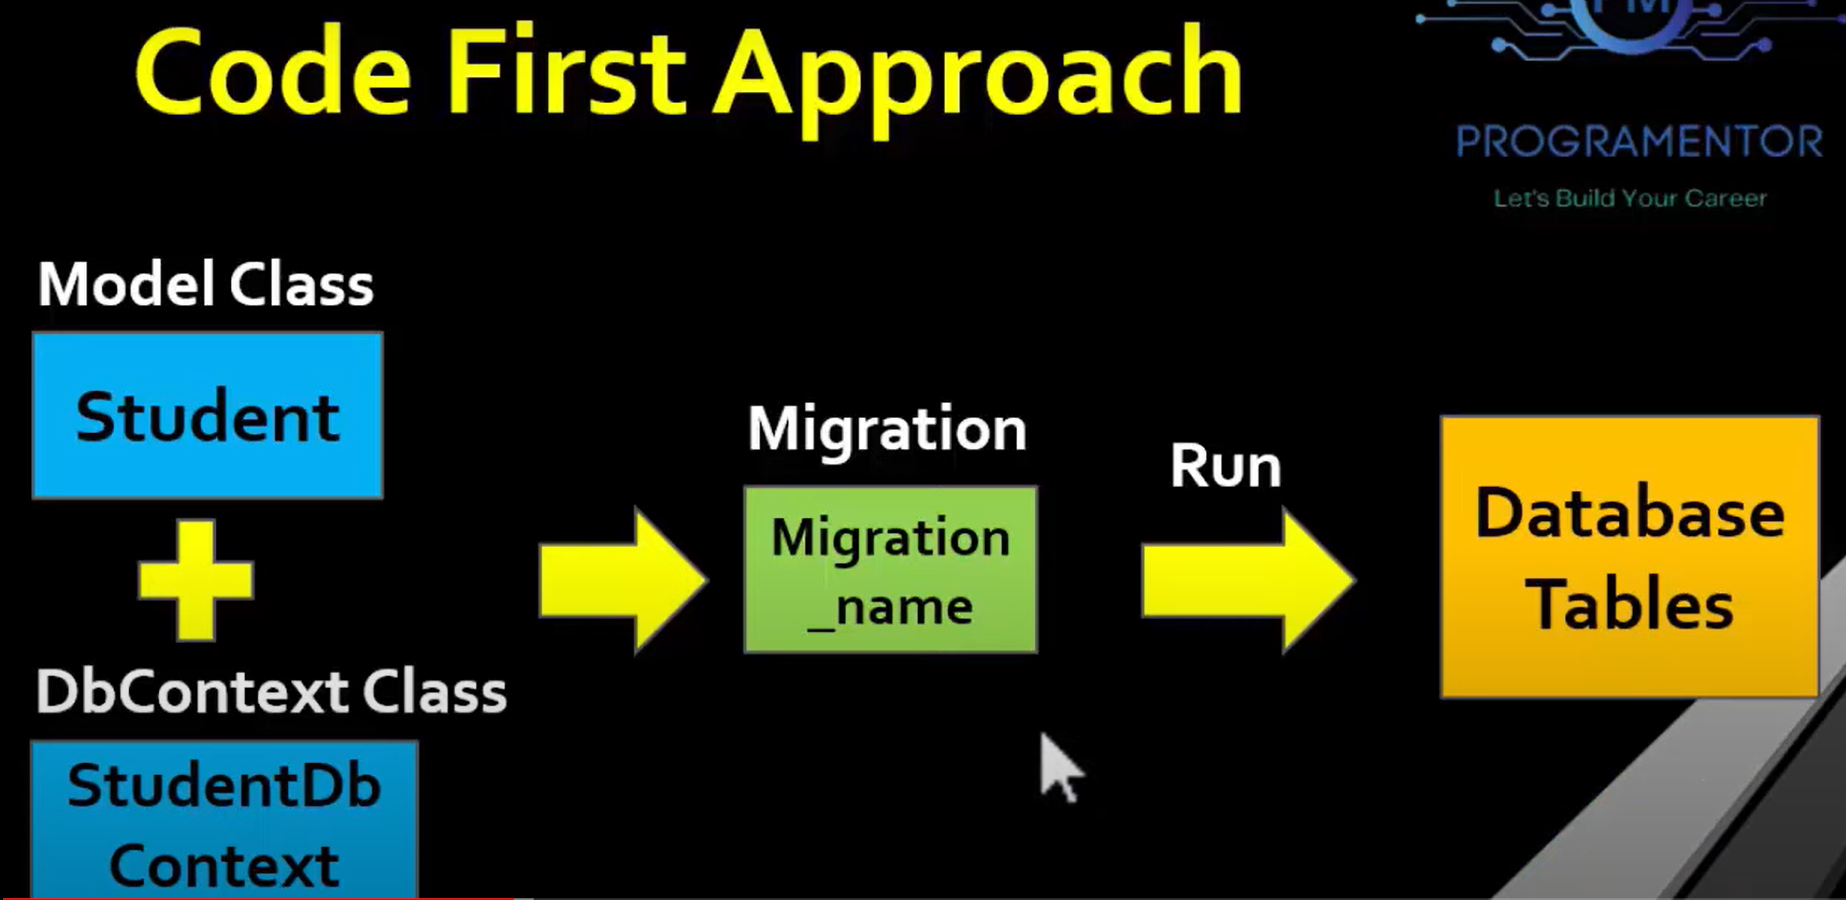 Code First Approach
PROGRAMENTOR
Let's Build Your Career
Model Class
Student
DbContext Class
StudentDb
Context
Migration
Migration
_name
Run
Database
Tables